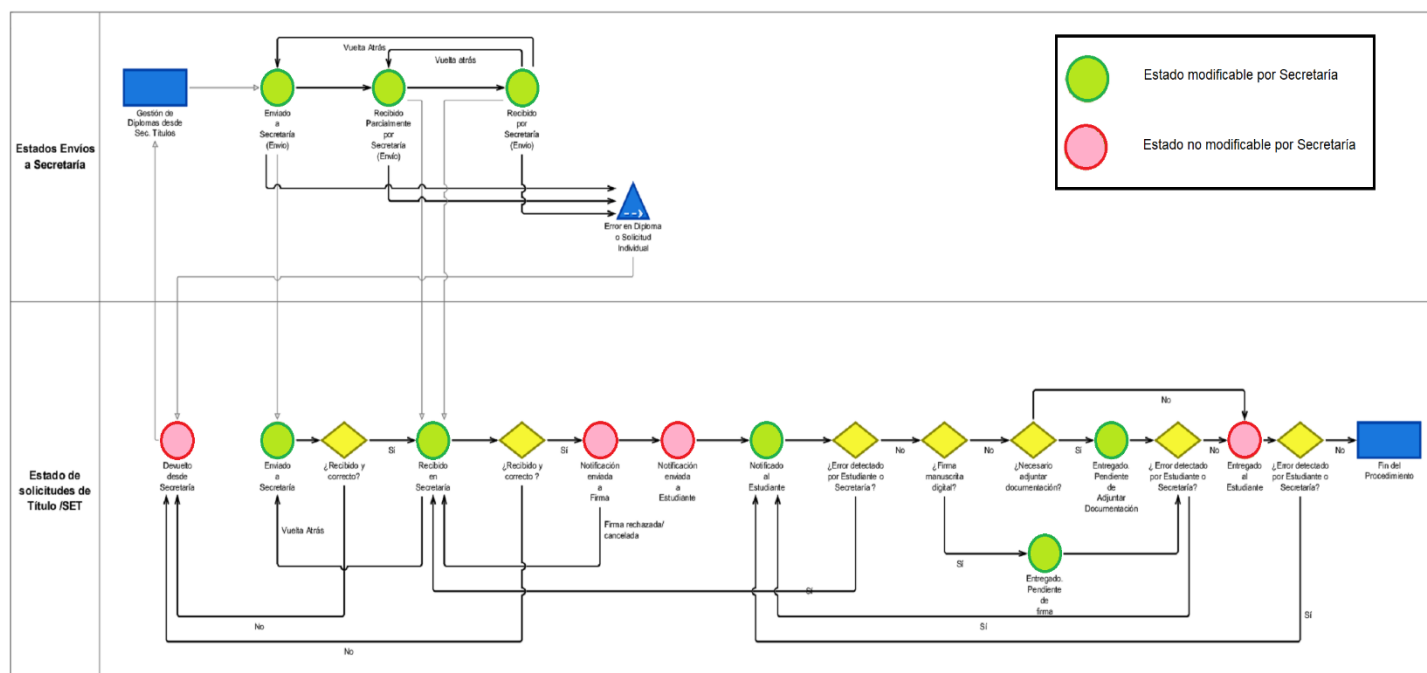 Estados Envíos
a Secretaría
Gestión de
Diplomas desde
Sec. Títulos
Vuelta Atrás
Vuelta atrás
Enviado
a
Secretaría
(Envío)
Recibido
Parcialmente
por
Secretaría
(Envío)
Recibido
por
Secretaría
(Envío)
Error en Diploma
o Solicitud
Individual
Estado modificable por Secretaría
Estado no modificable por Secretaría
Estado de
solicitudes de
Título /SET
Devuelto
desde
Secretaría
Enviado
a
Secretaría
¿Recibido y
correcto?
Sí
Recibido
en
Secretaría
¿Recibido y
correcto ?
Sí
Notificación
enviada
a
Firma
Notificación
enviada
a
Estudiante
Notificado
al
Estudiante
¿Error detectado
por Estudiante o
Secretaría ?
No
¿Firma
manuscrita
digital?
No
¿Necesario
adjuntar
documentación?
Sí
No
Entregado.
Pendiente
de
Adjuntar
Documentación
¿Error detectado
por Estudiante o
Secretaría?
No
Entregado
al
Estudiante
¿Error detectado
por Estudiante o
Secretaría?
No
Fin del
Procedimiento
Vuelta Atrás
Firma rechazada/
cancelada
Sí
Entregado.
Pendiente
de
firma
Sí
No
No
Sí
Sí